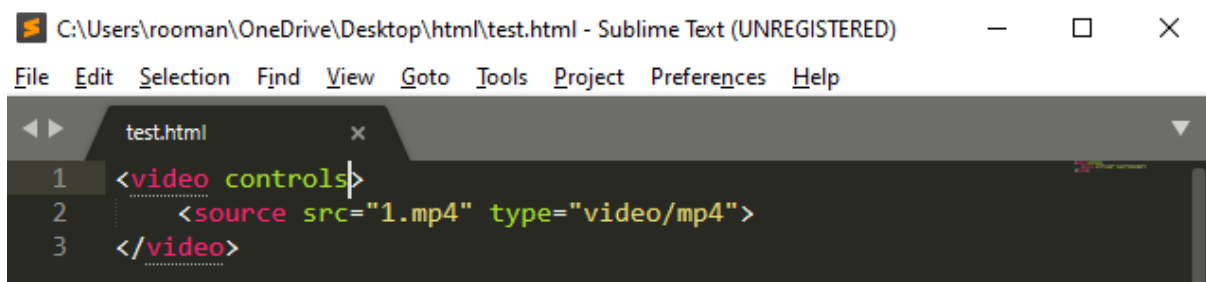 C:\Users\rooman\OneDrive\Desktop\html\test.html - Sublime Text (UNREGISTERED)
File Edit Selection Find View Goto Tools Project Preferences Help
test.html
1 <video controls>
2 <source src="1.mp4" type="video/mp4">
3 </video>